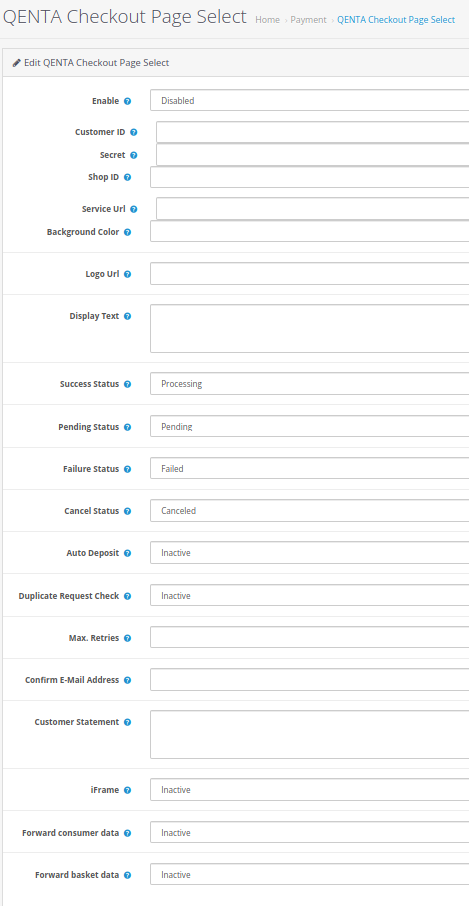 QENTA Checkout Page Select Home › Payment › QENTA Checkout Page Select
Edit QENTA Checkout Page Select
Enable ? Disabled
Customer ID ?
Secret ?
Shop ID ?
Service Url ?
Background Color ?
Logo Url ?
Display Text ?
Success Status ? Processing
Pending Status ? Pending
Failure Status ? Failed
Cancel Status ? Canceled
Auto Deposit ? Inactive
Duplicate Request Check ? Inactive
Max. Retries ?
Confirm E-Mail Address ?
Customer Statement ?
iFrame ? Inactive
Forward consumer data ? Inactive
Forward basket data ? Inactive